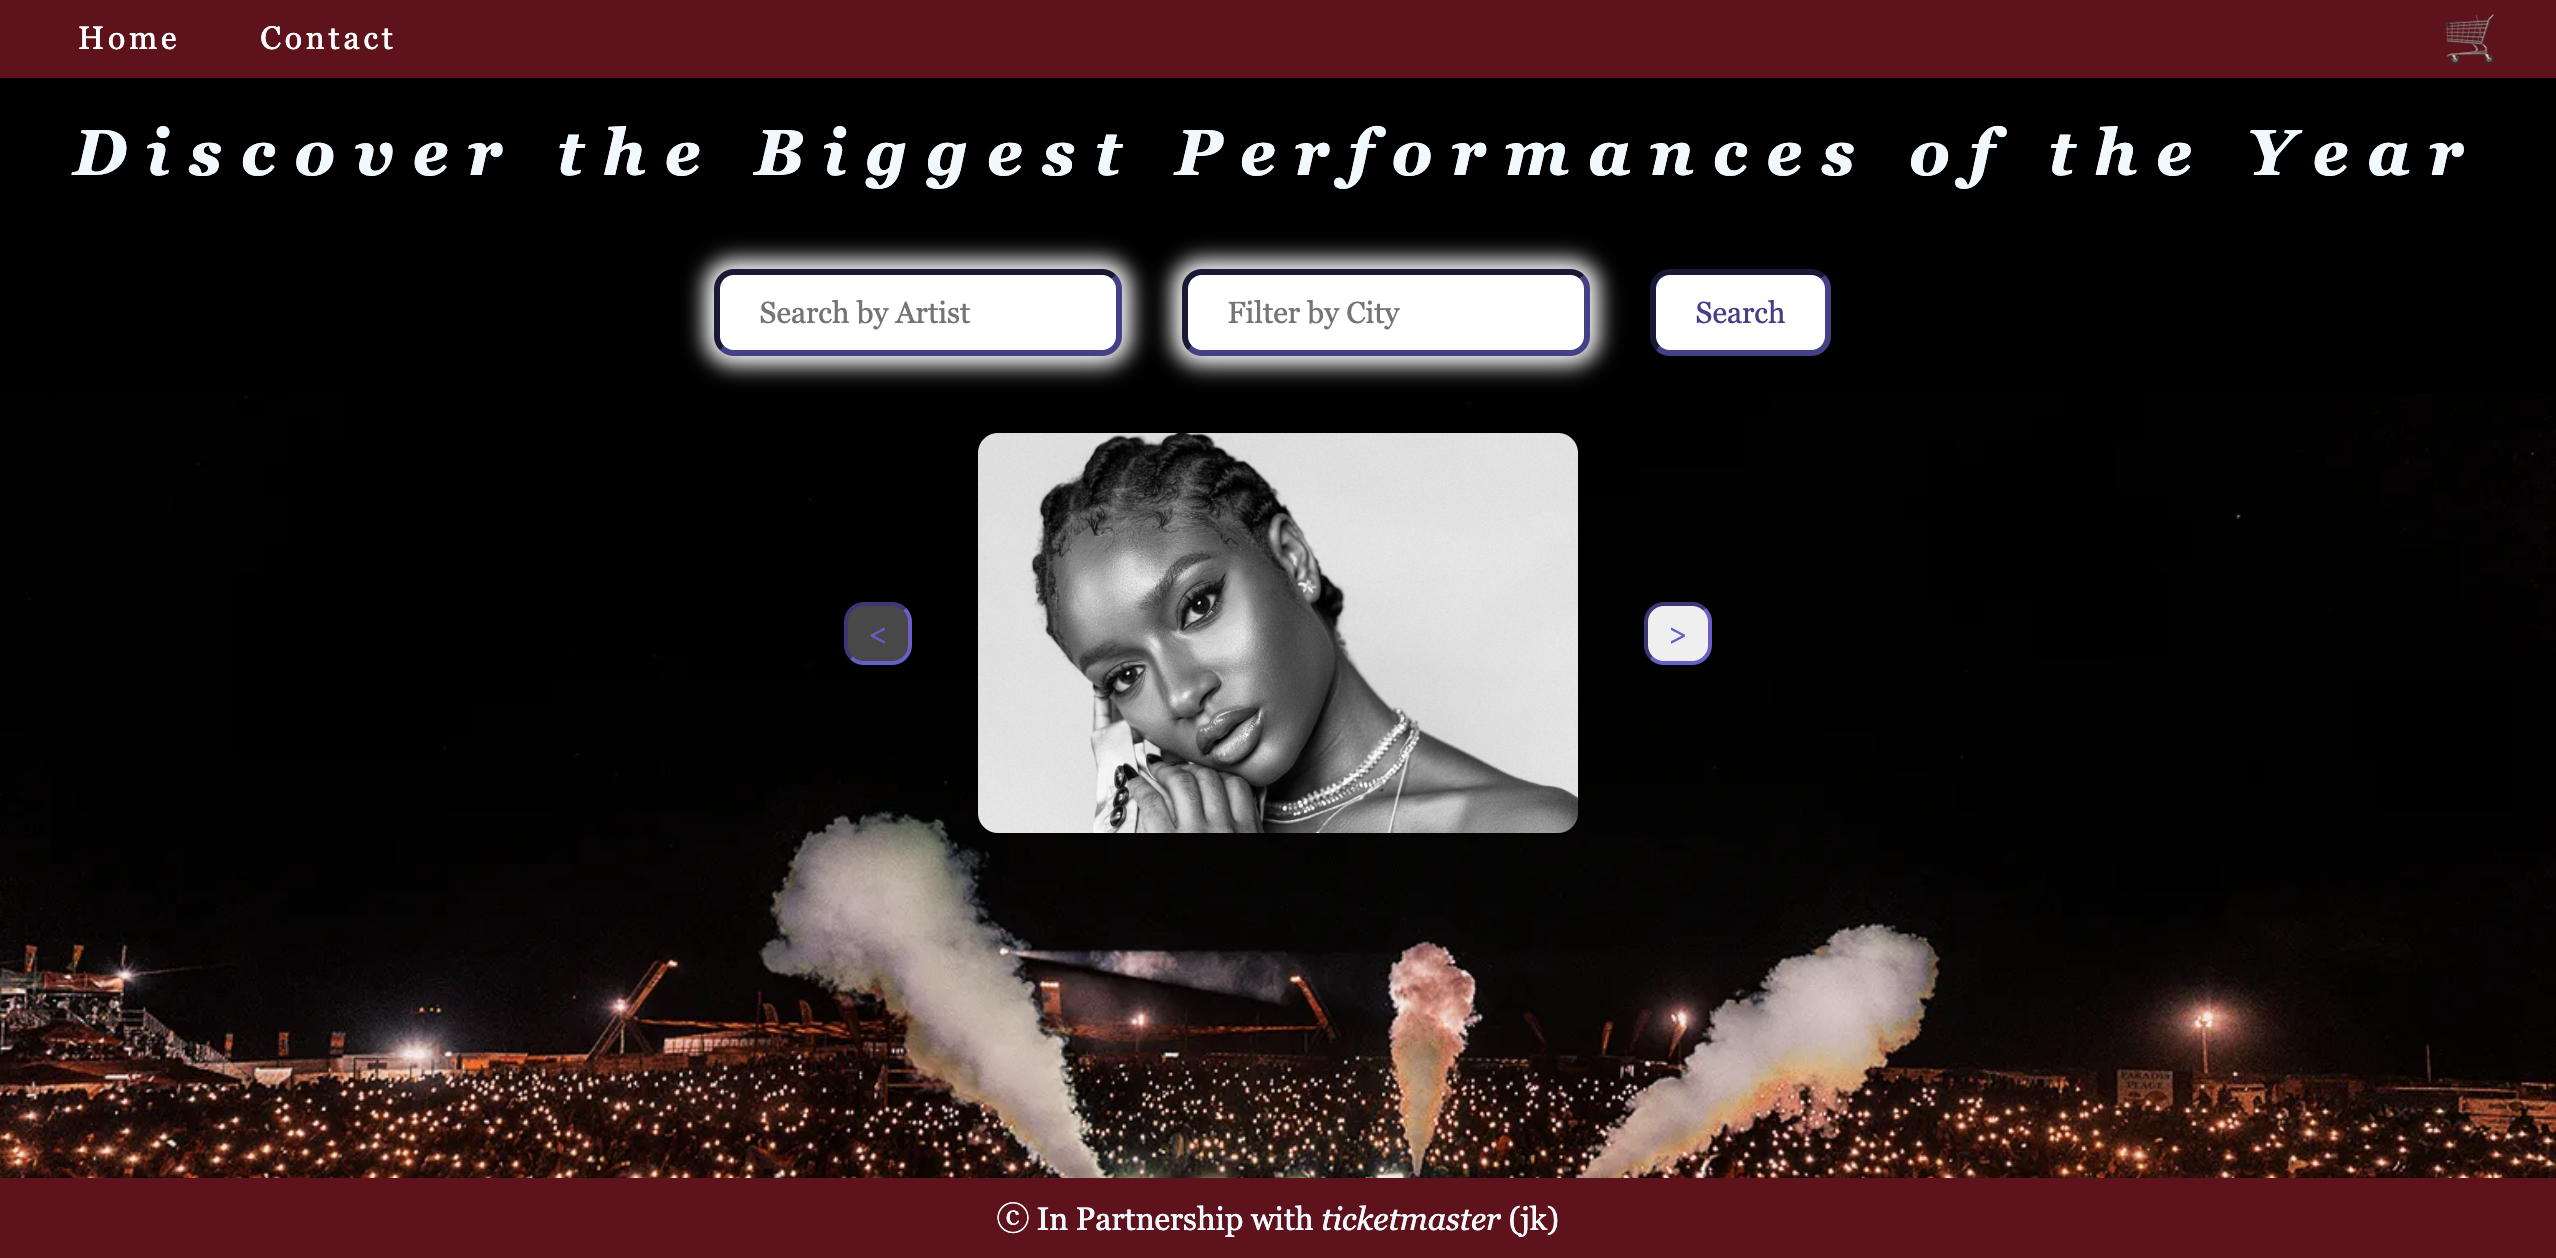 Home Contact
Discover the Biggest Performances of the Year
Search by Artist Filter by City Search
< >
© In Partnership with ticketmaster (jk)